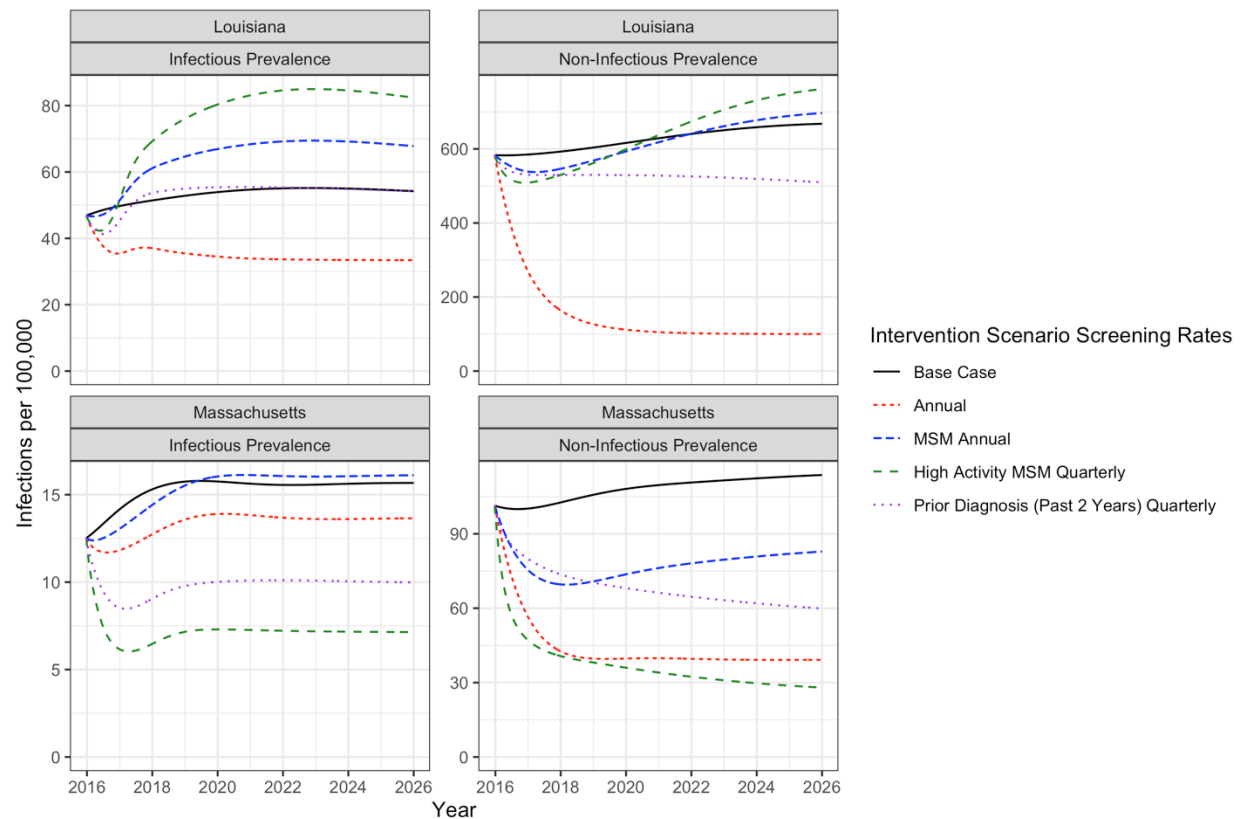 Louisiana
Infectious Prevalence
Louisiana
Non-Infectious Prevalence
80
60
40
20
0
600
400
200
0
Massachusetts
Infectious Prevalence
Massachusetts
Non-Infectious Prevalence
15
10
5
0
90
60
30
0
2016 2018 2020 2022 2024 2026
2016 2018 2020 2022 2024 2026
Year
Infections per 100,000
Intervention Scenario Screening Rates
Base Case
Annual
MSM Annual
High Activity MSM Quarterly
Prior Diagnosis (Past 2 Years) Quarterly